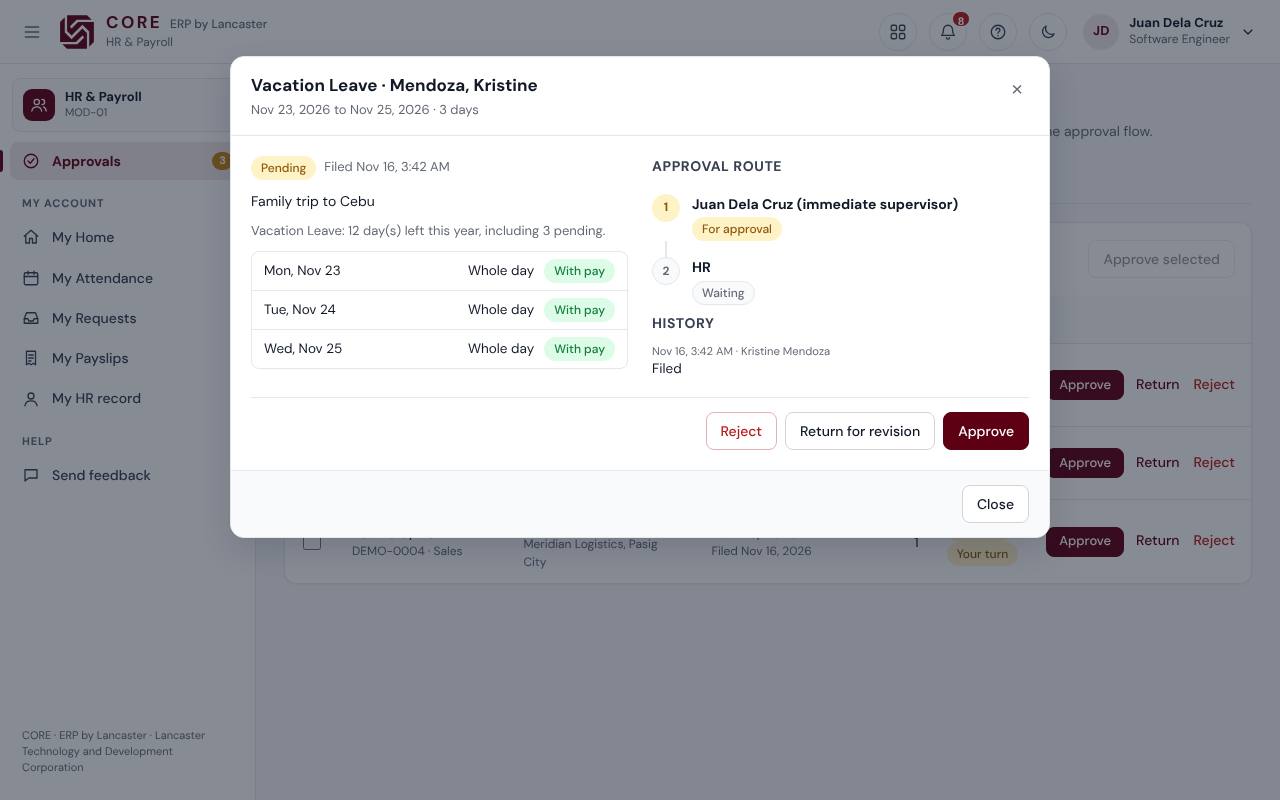 CORE ERP by Lancaster
HR & Payroll
8
JD
Juan Dela Cruz
Software Engineer
HR & Payroll
MOD-01
Approvals 3
MY ACCOUNT
My Home
My Attendance
My Requests
My Payslips
My HR record
HELP
Send feedback
CORE · ERP by Lancaster · Lancaster
Technology and Development
Corporation
Vacation Leave · Mendoza, Kristine
Nov 23, 2026 to Nov 25, 2026 · 3 days
Pending Filed Nov 16, 3:42 AM
Family trip to Cebu
Vacation Leave: 12 day(s) left this year, including 3 pending.
Mon, Nov 23 Whole day With pay
Tue, Nov 24 Whole day With pay
Wed, Nov 25 Whole day With pay
APPROVAL ROUTE
1 Juan Dela Cruz (immediate supervisor)
For approval
2 HR
Waiting
HISTORY
Nov 16, 3:42 AM · Kristine Mendoza
Filed
Reject Return for revision Approve
Close
approval flow.
Approve selected
Approve Return Reject
Approve Return Reject
DEMO-0004 · Sales
Meridian Logistics, Pasig
City
Filed Nov 16, 2026
1
Your turn
Approve Return Reject